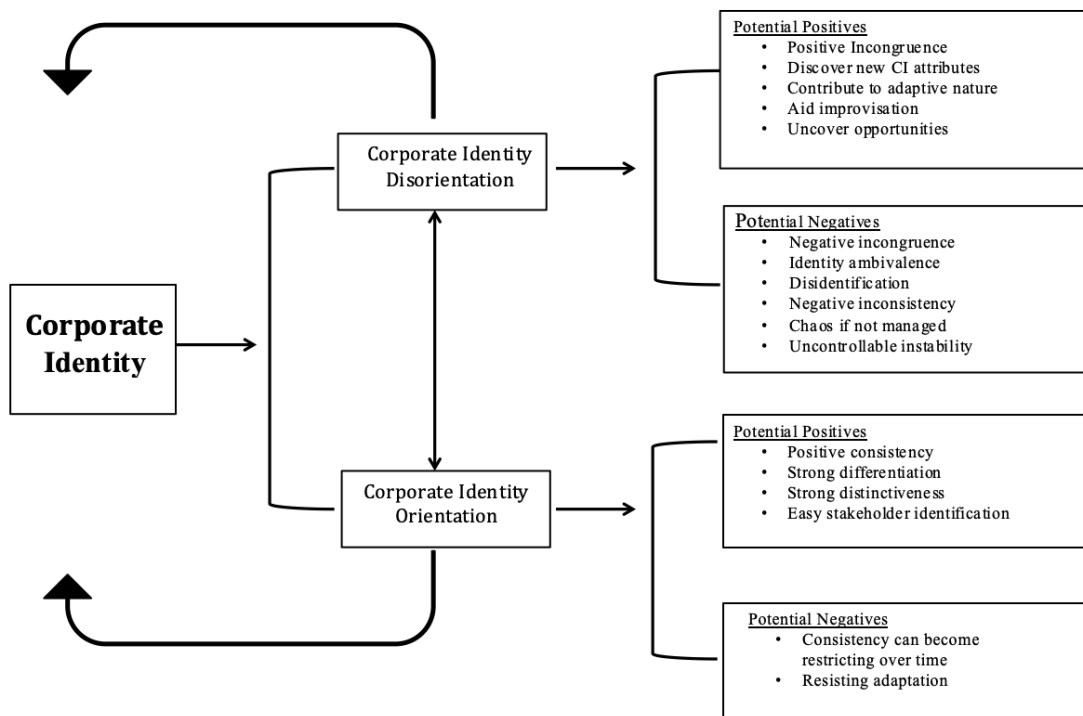 Corporate
Identity
Corporate Identity
Disorientation
Corporate Identity
Orientation
Potential Positives
• Positive Incongruence
• Discover new CI attributes
• Contribute to adaptive nature
• Aid improvisation
• Uncover opportunities
Potential Negatives
• Negative incongruence
• Identity ambivalence
• Disidentification
• Negative inconsistency
• Chaos if not managed
• Uncontrollable instability
Potential Positives
• Positive consistency
• Strong differentiation
• Strong distinctiveness
• Easy stakeholder identification
Potential Negatives
• Consistency can become
restricting over time
• Resisting adaptation